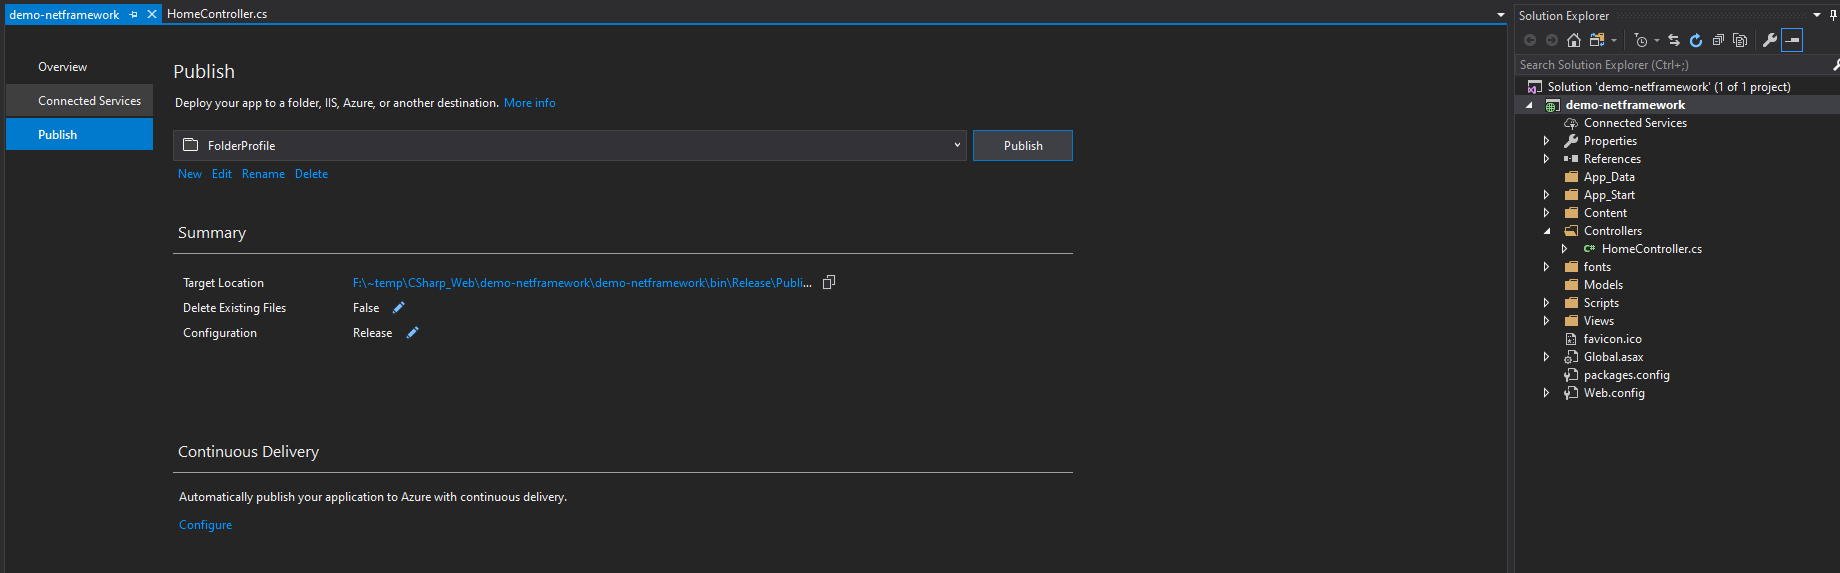 demo-netframework
HomeController.cs
Overview
Connected Services
Publish
Publish
Deploy your app to a folder, IIS, Azure, or another destination. More info
FolderProfile
Publish
New Edit Rename Delete
Summary
Target Location F:\~temp\CSharp_Web\demo-netframework\demo-netframework\bin\Release\Publi...
Delete Existing Files False
Configuration Release
Continuous Delivery
Automatically publish your application to Azure with continuous delivery.
Configure
Solution Explorer
Search Solution Explorer (Ctrl+;)
Solution 'demo-netframework' (1 of 1 project)
demo-netframework
Connected Services
Properties
References
App_Data
App_Start
Content
Controllers
C# HomeController.cs
fonts
Models
Scripts
Views
favicon.ico
Global.asax
packages.config
Web.config